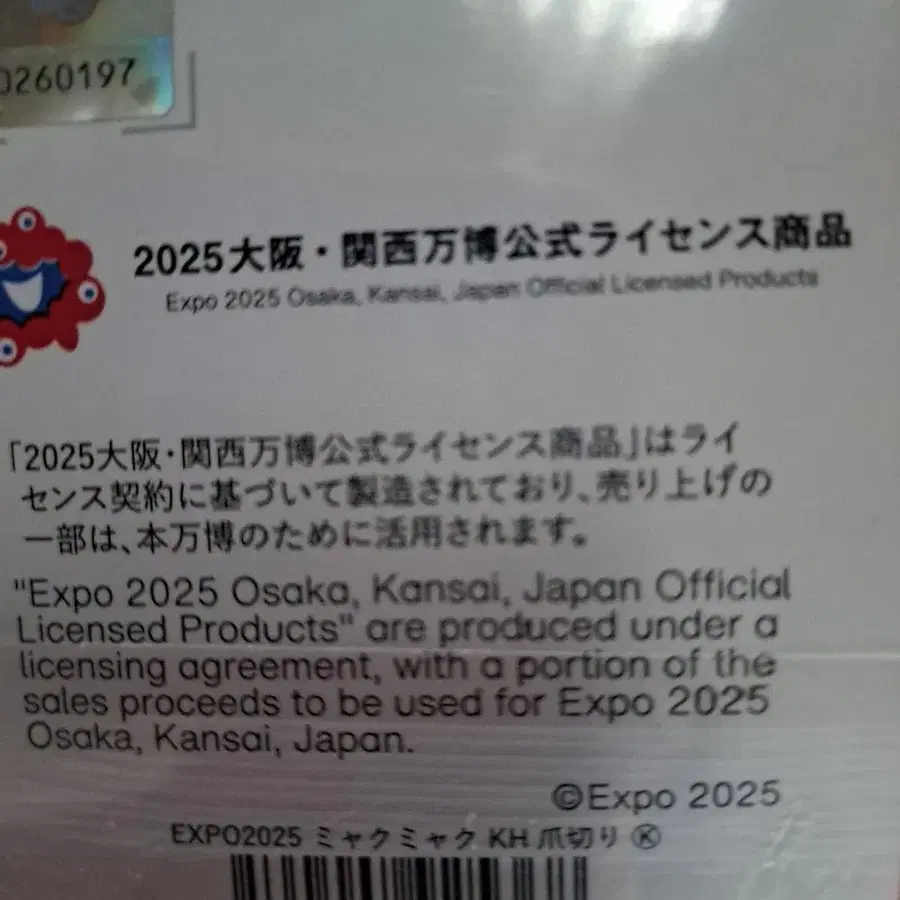 0260197
2025大阪・関西万博公式ライセンス商品
Expo 2025 Osaka, Kansai, Japan Official Licensed Products
「2025大阪・関西万博公式ライセンス商品」はライ
センス契約に基づいて製造されており、売り上げの
一部は、本万博のために活用されます。
"Expo 2025 Osaka, Kansai, Japan Official
Licensed Products" are produced under a
licensing agreement, with a portion of the
sales proceeds to be used for Expo 2025
Osaka, Kansai, Japan.
©Expo 2025
EXPO2025 ミャクミャク KH 爪切り Ⓚ